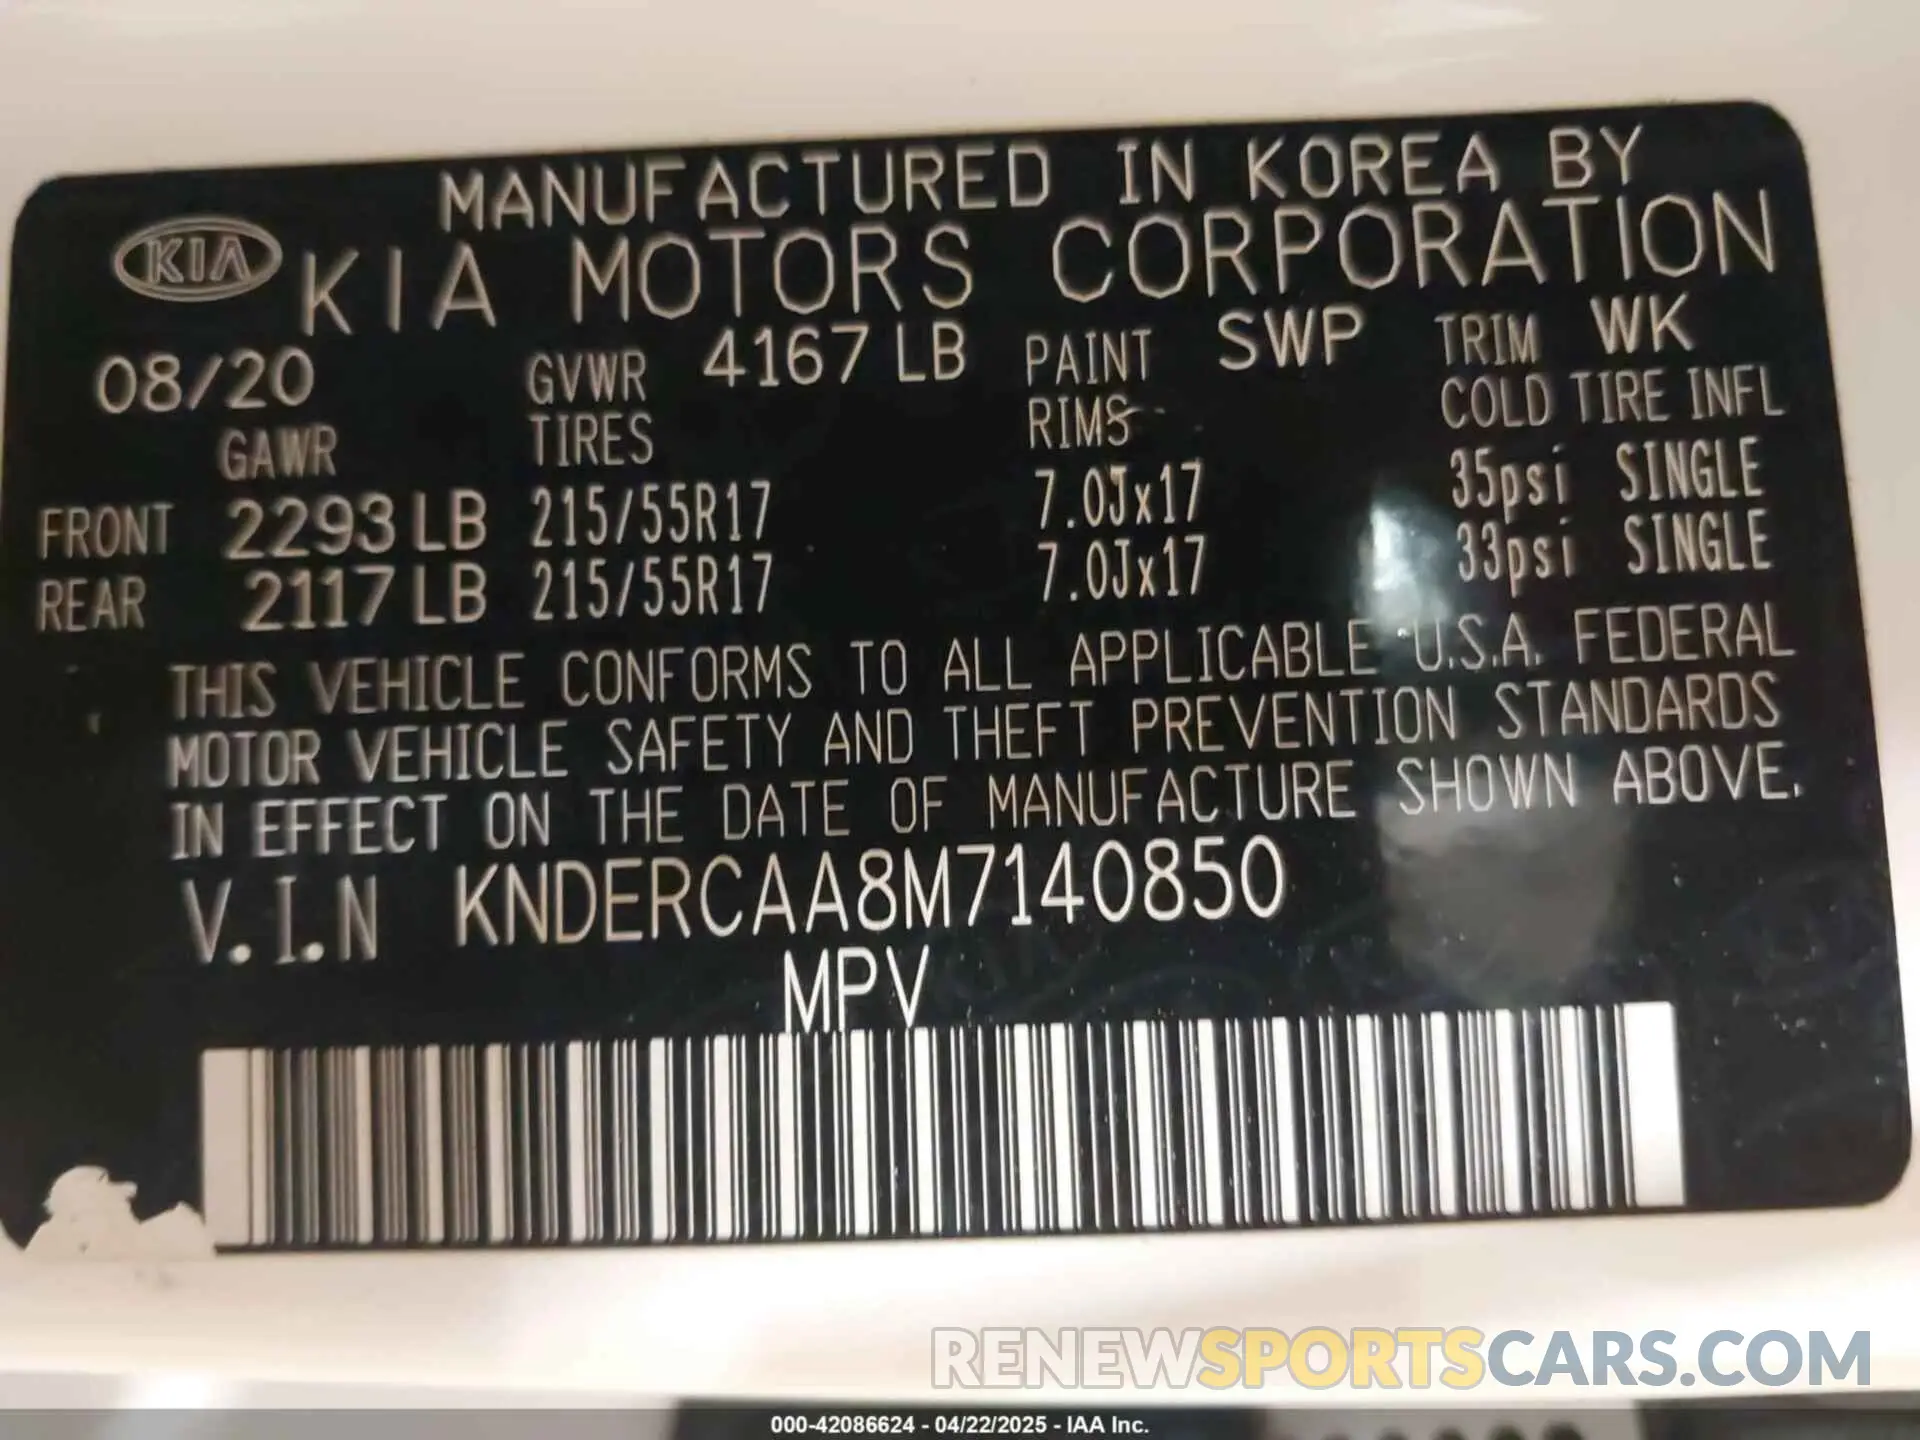 MANUFACTURED IN KOREA BY
KIA KIA MOTORS CORPORATION
08/20 GVWR 4167 LB PAINT SWP TRIM WK
GAWR TIRES RIMS COLD TIRE INFL
FRONT 2293 LB 215/55R17 7.0Jx17 35psi SINGLE
REAR 2117 LB 215/55R17 7.0Jx17 33psi SINGLE
THIS VEHICLE CONFORMS TO ALL APPLICABLE U.S.A. FEDERAL
MOTOR VEHICLE SAFETY AND THEFT PREVENTION STANDARDS
IN EFFECT ON THE DATE OF MANUFACTURE SHOWN ABOVE.
V.I.N KNDERCAA8M7140850
MPV
RENEWSPORTSCARS.COM
000-42086624 - 04/22/2025 - IAA Inc.